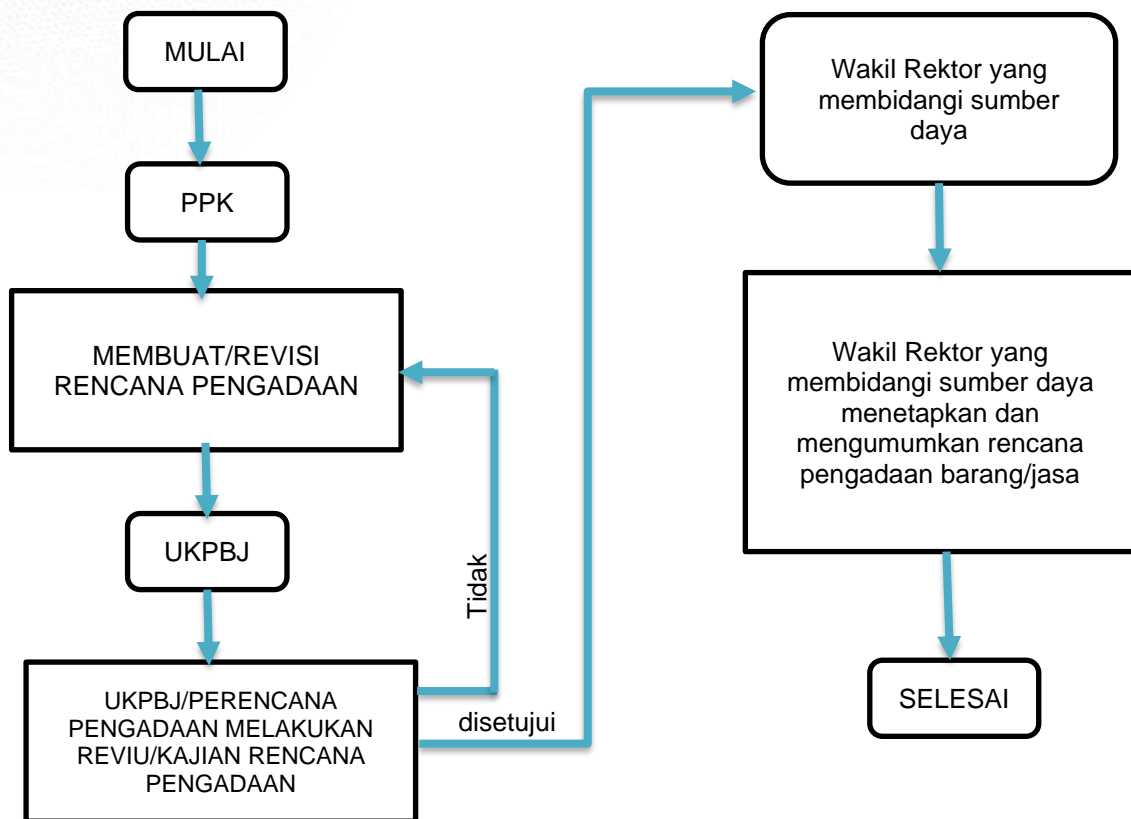 MULAI
PPK
MEMBUAT/REVISI
RENCANA PENGADAAN
UKPBJ
UKPBJ/PERENCANA
PENGADAAN MELAKUKAN
REVIU/KAJIAN RENCANA
PENGADAAN
Tidak
disetujui
Wakil Rektor yang
membidangi sumber
daya
Wakil Rektor yang
membidangi sumber daya
menetapkan dan
mengumumkan rencana
pengadaan barang/jasa
SELESAI